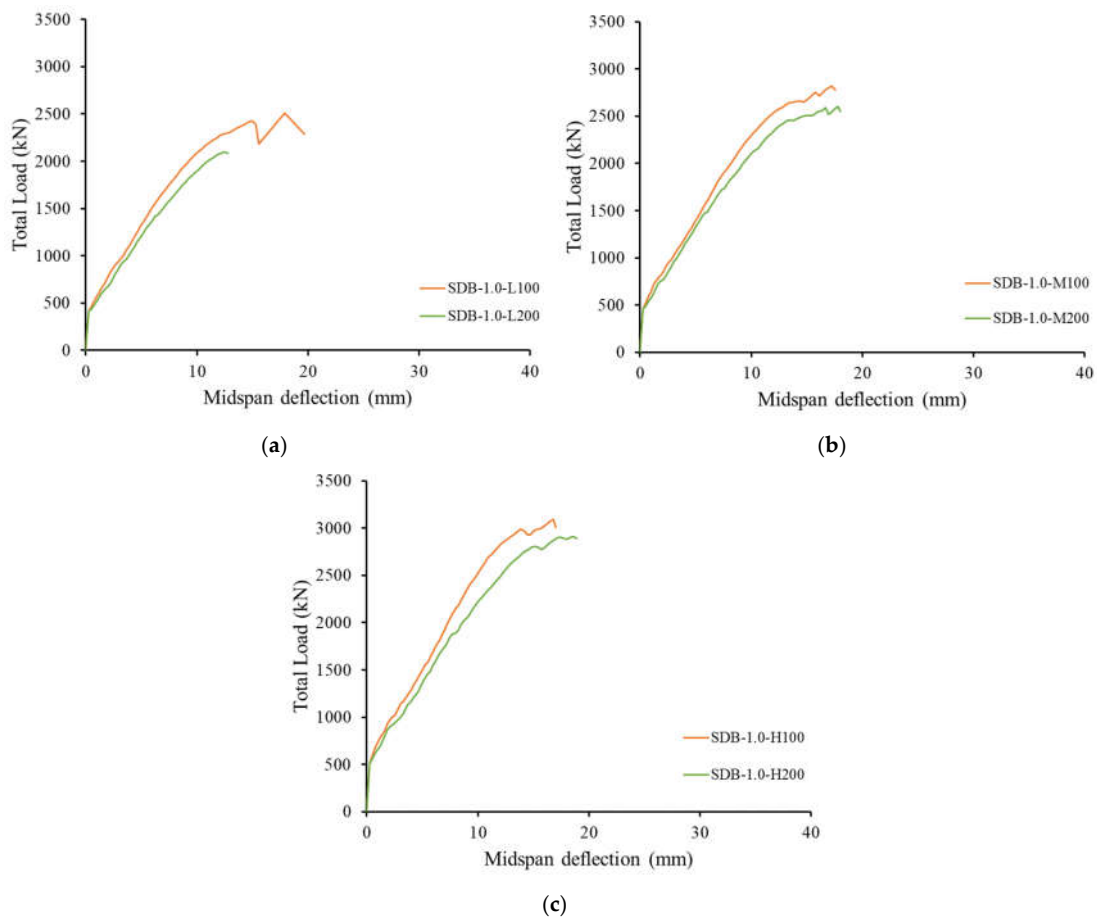 3500
3000
2500
2000
1500
1000
500
0
Total Load (kN)
SDB-1.0-L100
SDB-1.0-L200
0 10 20 30 40
Midspan deflection (mm)
(a)
3500
3000
2500
2000
1500
1000
500
0
Total Load (kN)
SDB-1.0-M100
SDB-1.0-M200
0 10 20 30 40
Midspan deflection (mm)
(b)
3500
3000
2500
2000
1500
1000
500
0
Total Load (kN)
SDB-1.0-H100
SDB-1.0-H200
0 10 20 30 40
Midspan deflection (mm)
(c)